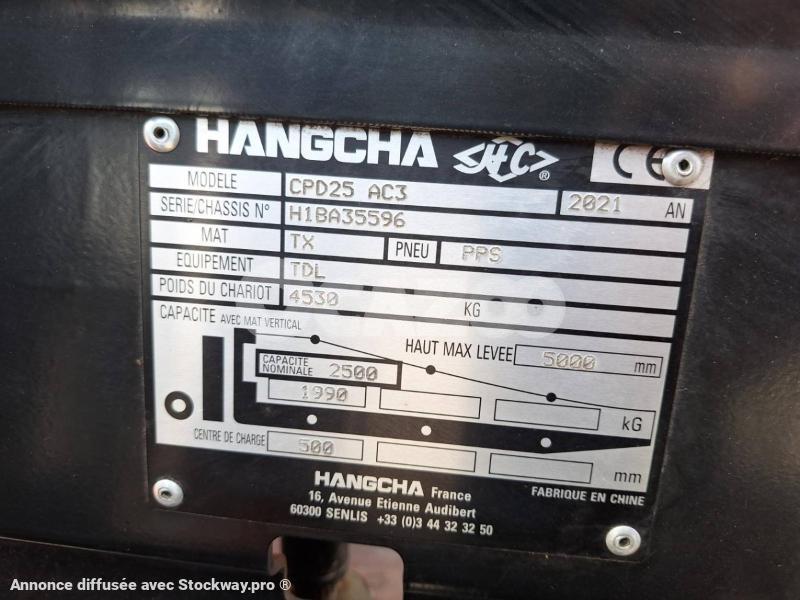 HANGCHA <HC> ® CE
MODELE CPD25 AC3 2021 AN
SERIE/CHASSIS N° H1BA35596
MAT TX PNEU PPS
EQUIPEMENT TDL
POIDS DU CHARIOT 4530 KG
CAPACITE AVEC MAT VERTICAL
HAUT MAX LEVEE 5000 mm
CAPACITE NOMINALE 2500
1990 kG
CENTRE DE CHARGE 500 mm
HANGCHA France
16, Avenue Etienne Audibert
60300 SENLIS +33 (0)3 44 32 32 50
FABRIQUE EN CHINE
Annonce diffusée avec Stockway.pro ®